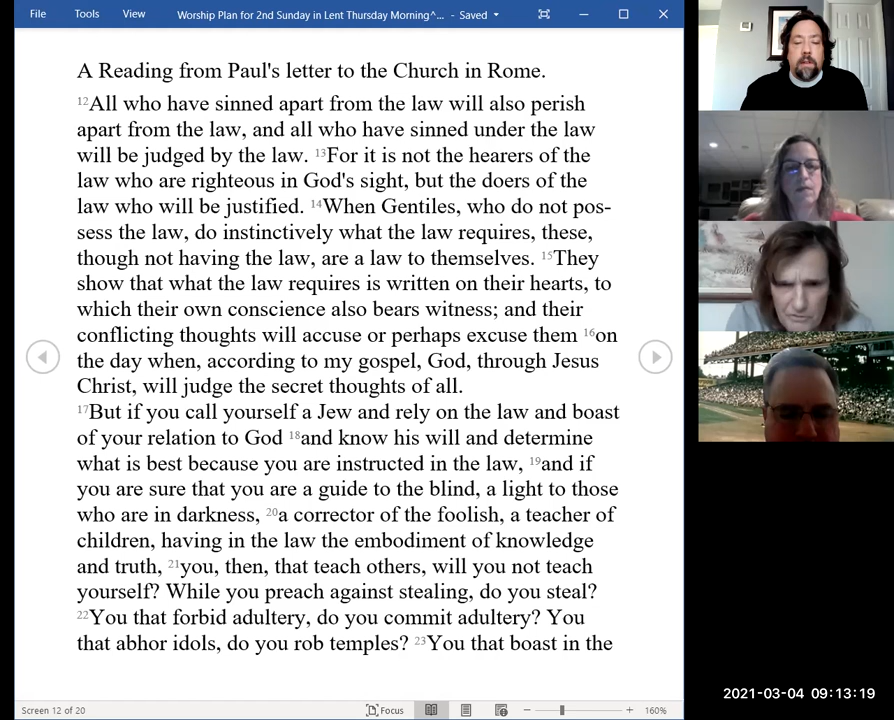 File Tools View Worship Plan for 2nd Sunday in Lent Thursday Morning^... - Saved
A Reading from Paul's letter to the Church in Rome.
12All who have sinned apart from the law will also perish
apart from the law, and all who have sinned under the law
will be judged by the law. 13For it is not the hearers of the
law who are righteous in God's sight, but the doers of the
law who will be justified. 14When Gentiles, who do not pos-
sess the law, do instinctively what the law requires, these,
though not having the law, are a law to themselves. 15They
show that what the law requires is written on their hearts, to
which their own conscience also bears witness; and their
conflicting thoughts will accuse or perhaps excuse them 16on
the day when, according to my gospel, God, through Jesus
Christ, will judge the secret thoughts of all.
17But if you call yourself a Jew and rely on the law and boast
of your relation to God 18and know his will and determine
what is best because you are instructed in the law, 19and if
you are sure that you are a guide to the blind, a light to those
who are in darkness, 20a corrector of the foolish, a teacher of
children, having in the law the embodiment of knowledge
and truth, 21you, then, that teach others, will you not teach
yourself? While you preach against stealing, do you steal?
22You that forbid adultery, do you commit adultery? You
that abhor idols, do you rob temples? 23You that boast in the
Screen 12 of 20 Focus 160%
2021-03-04 09:13:19